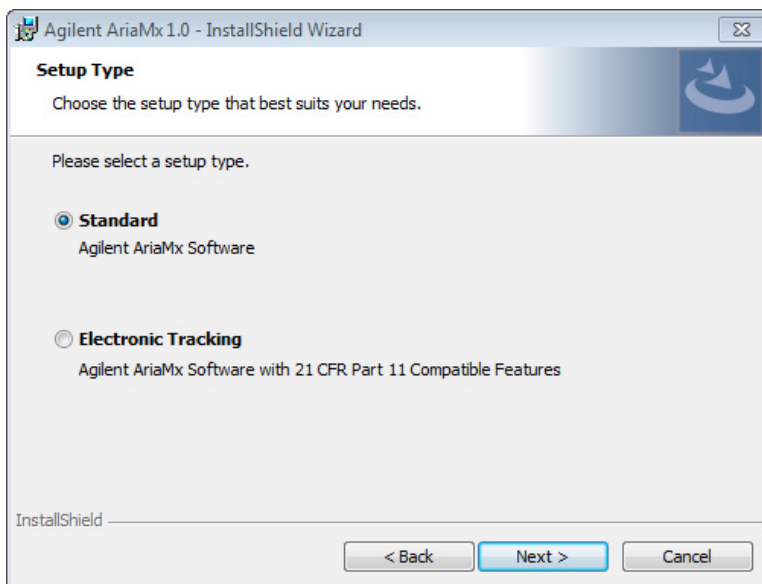 Agilent AriaMx 1.0 - InstallShield Wizard
Setup Type
Choose the setup type that best suits your needs.
Please select a setup type.
Standard
Agilent AriaMx Software
Electronic Tracking
Agilent AriaMx Software with 21 CFR Part 11 Compatible Features
InstallShield
< Back Next > Cancel